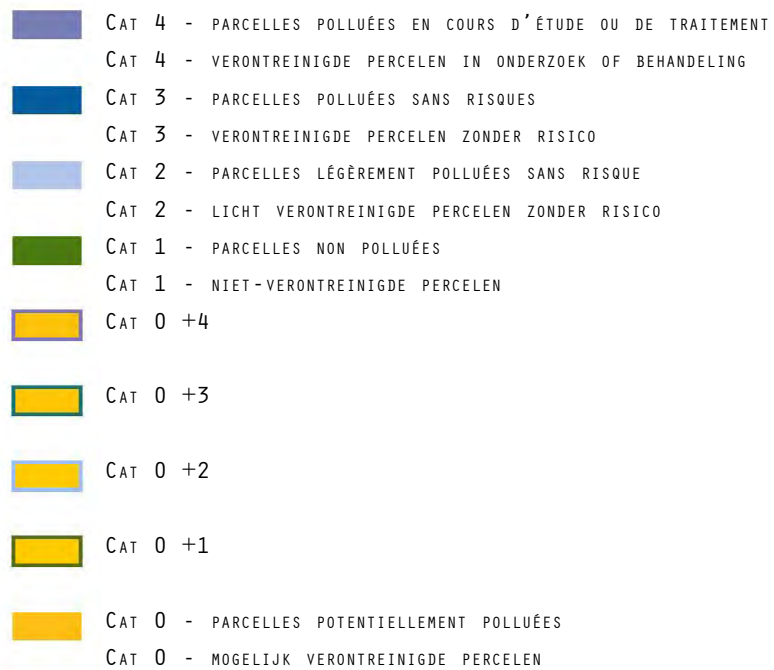 Cat 4 - parcelles polluées en cours d'étude ou de traitement
Cat 4 - verontreinigde percelen in onderzoek of behandeling
Cat 3 - parcelles polluées sans risques
Cat 3 - verontreinigde percelen zonder risico
Cat 2 - parcelles légèrement polluées sans risque
Cat 2 - licht verontreinigde percelen zonder risico
Cat 1 - parcelles non polluées
Cat 1 - niet-verontreinigde percelen
Cat 0 +4
Cat 0 +3
Cat 0 +2
Cat 0 +1
Cat 0 - parcelles potentiellement polluées
Cat 0 - mogelijk verontreinigde percelen